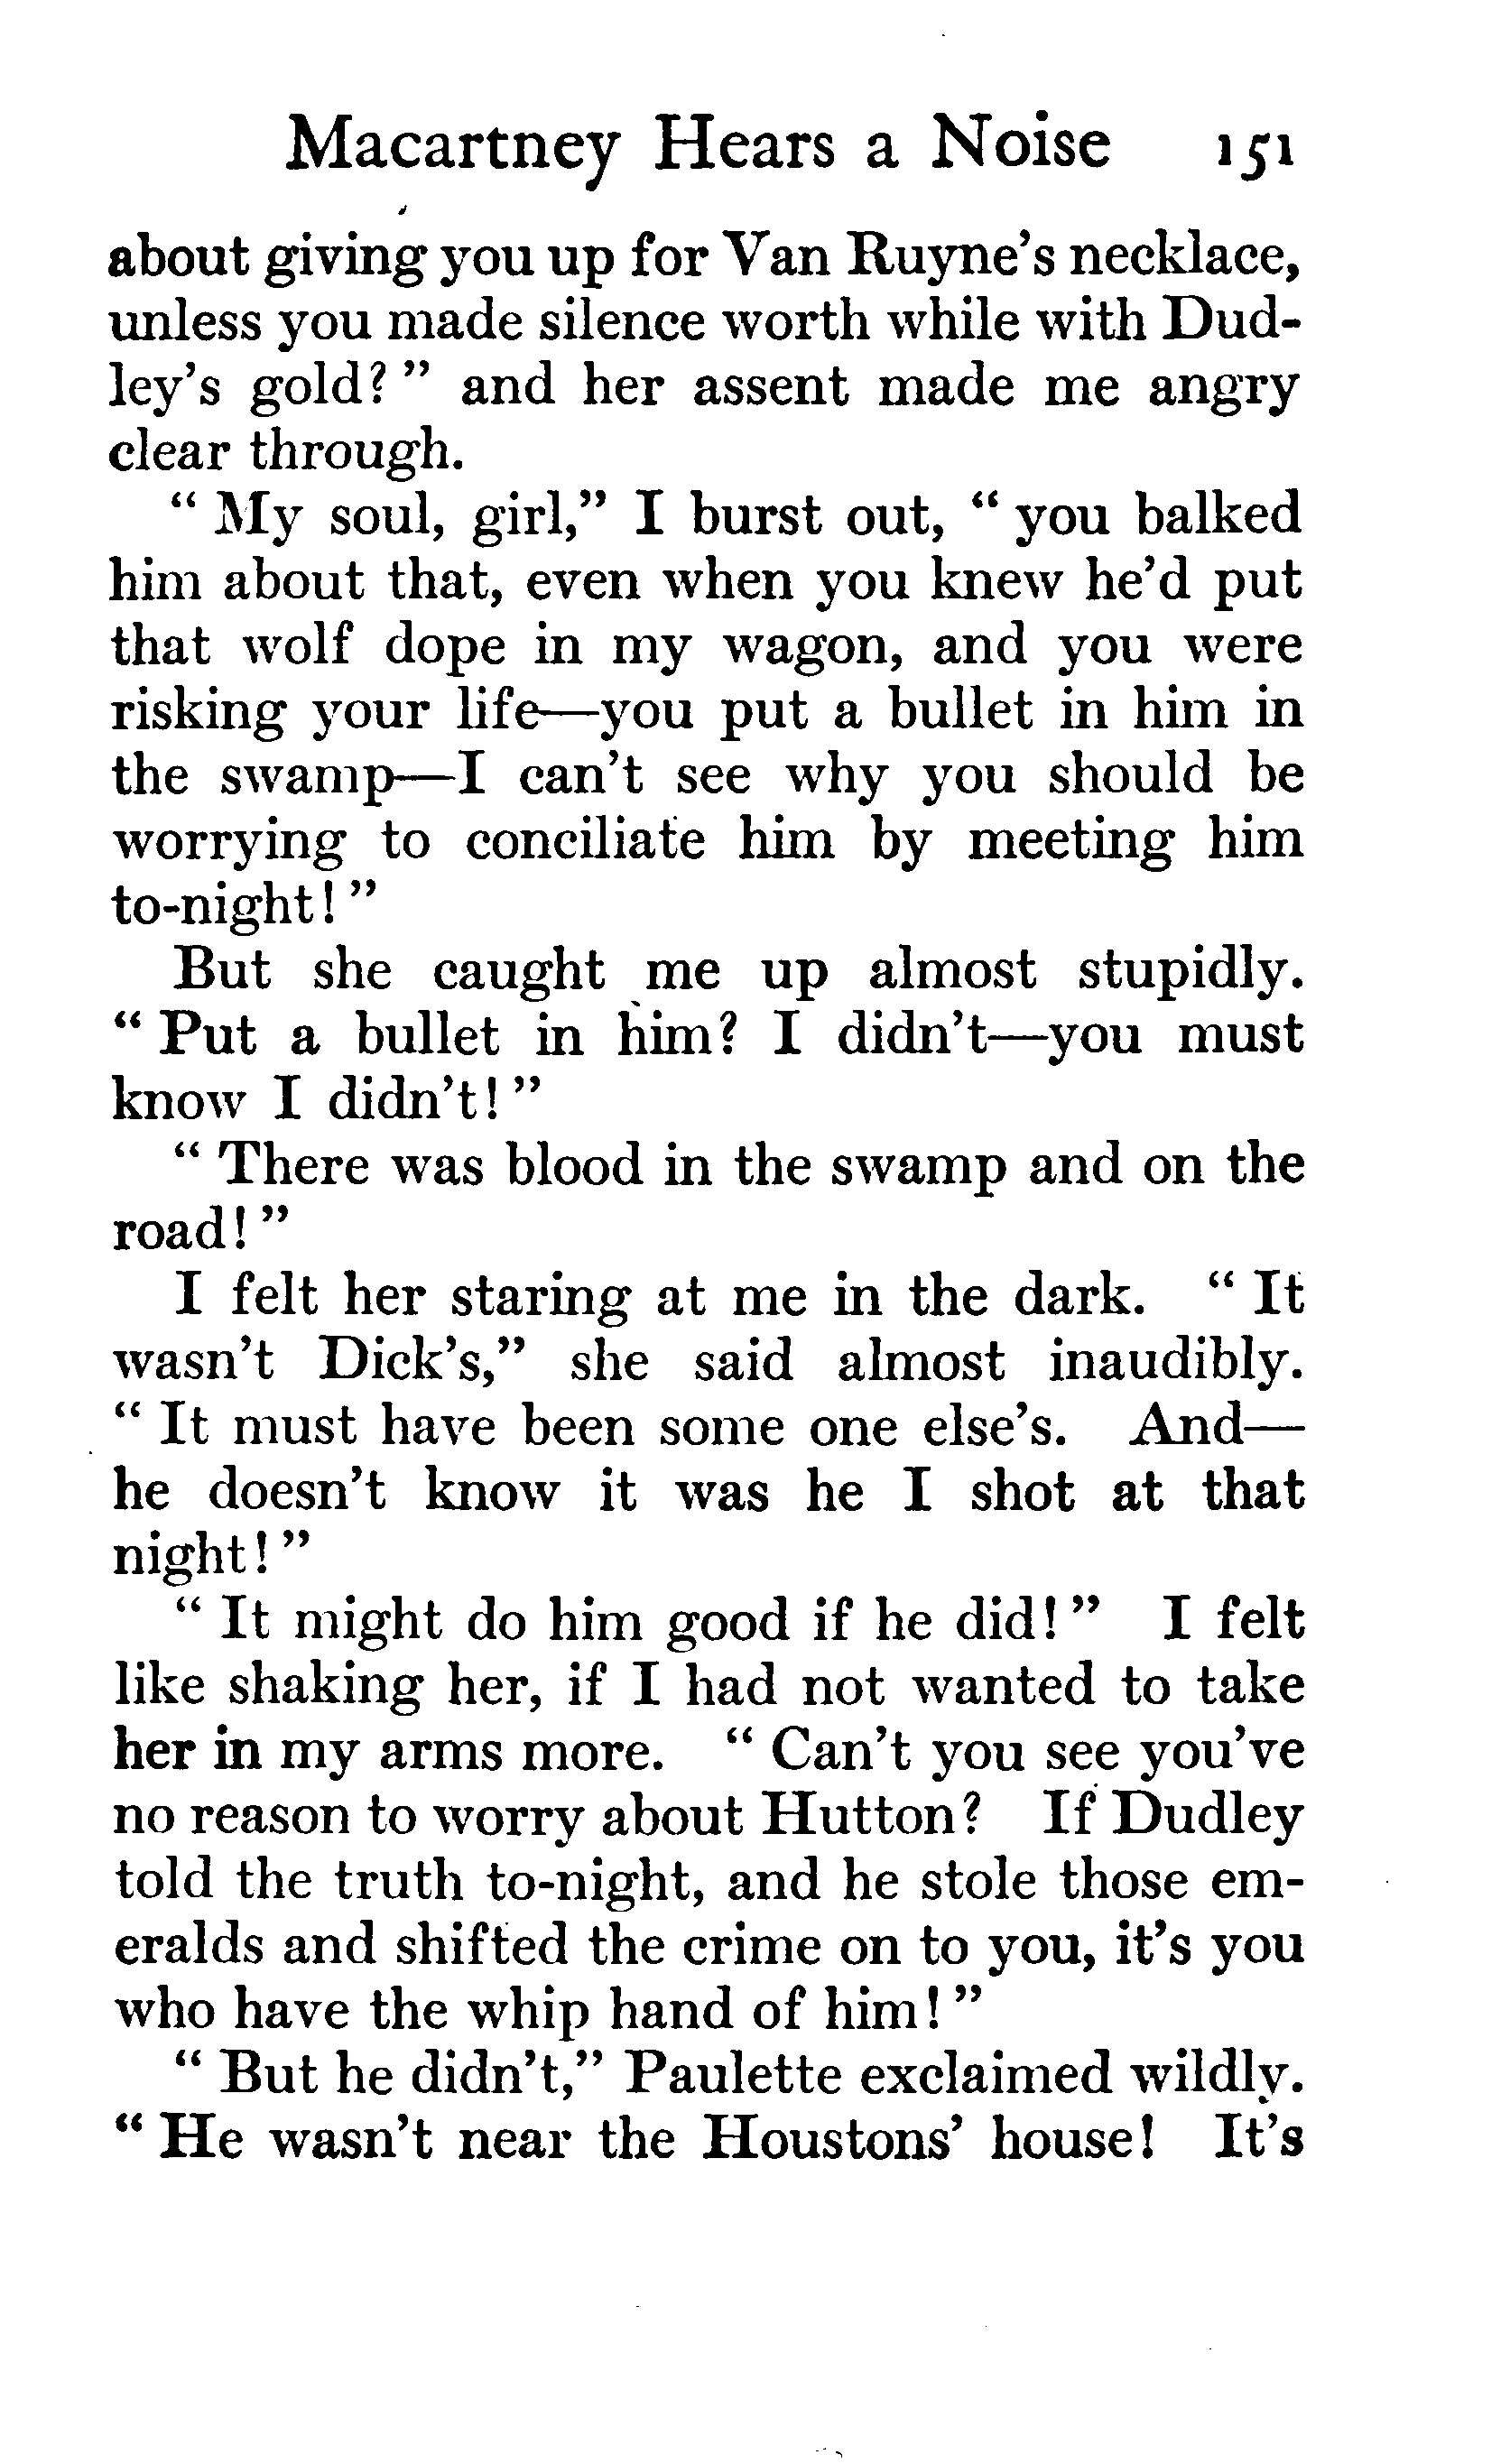 Macartney Hears a Noise 151
about giving you up for Van Ruyne's necklace,
unless you made silence worth while with Dud-
ley's gold?" and her assent made me angry
clear through.
"My soul, girl," I burst out, "you balked
him about that, even when you knew he'd put
that wolf dope in my wagon, and you were
risking your life—you put a bullet in him in
the swamp—I can't see why you should be
worrying to conciliate him by meeting him
to-night!"
But she caught me up almost stupidly.
"Put a bullet in him? I didn't—you must
know I didn't!"
"There was blood in the swamp and on the
road!"
I felt her staring at me in the dark. "It
wasn't Dick's," she said almost inaudibly.
"It must have been some one else's. And—
he doesn't know it was he I shot at that
night!"
"It might do him good if he did!" I felt
like shaking her, if I had not wanted to take
her in my arms more. "Can't you see you've
no reason to worry about Hutton? If Dudley
told the truth to-night, and he stole those em-
eralds and shifted the crime on to you, it's you
who have the whip hand of him!"
"But he didn't," Paulette exclaimed wildly.
"He wasn't near the Houstons' house! It's